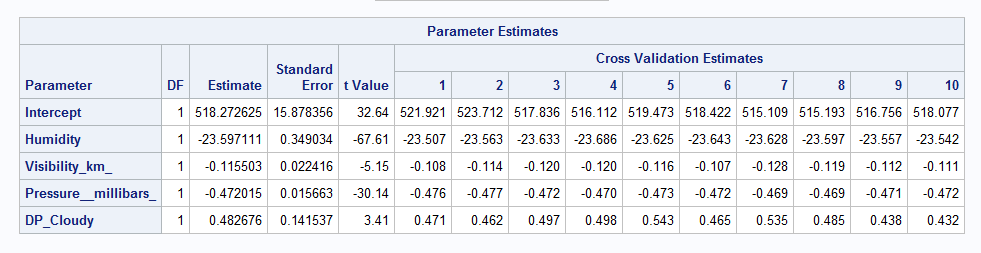 Parameter Estimates
Cross Validation Estimates
Parameter DF Estimate Standard Error t Value 1 2 3 4 5 6 7 8 9 10
Intercept 1 518.272625 15.878356 32.64 521.921 523.712 517.836 516.112 519.473 518.422 515.109 515.193 516.756 518.077
Humidity 1 -23.597111 0.349034 -67.61 -23.507 -23.563 -23.633 -23.686 -23.625 -23.643 -23.628 -23.597 -23.557 -23.542
Visibility_km_ 1 -0.115503 0.022416 -5.15 -0.108 -0.114 -0.120 -0.120 -0.116 -0.107 -0.128 -0.119 -0.112 -0.111
Pressure__millibars_ 1 -0.472015 0.015663 -30.14 -0.476 -0.477 -0.472 -0.470 -0.473 -0.472 -0.469 -0.469 -0.471 -0.472
DP_Cloudy 1 0.482676 0.141537 3.41 0.471 0.462 0.497 0.498 0.543 0.465 0.535 0.485 0.438 0.432